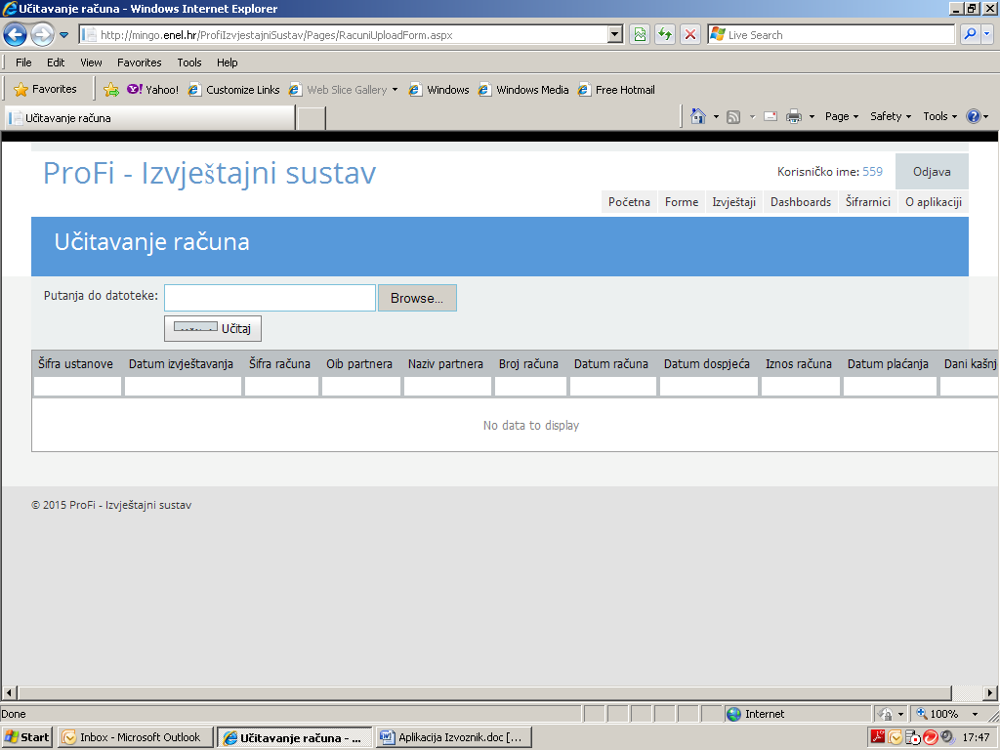 Učitavanje računa - Windows Internet Explorer
http://mingo.enel.hr/ProfiIzvjestajniSustav/Pages/RacuniUploadForm.aspx
Live Search
File Edit View Favorites Tools Help
Favorites Yahoo! Customize Links Web Slice Gallery Windows Windows Media Free Hotmail
Učitavanje računa
Page Safety Tools
ProFi - Izvještajni sustav
Korisničko ime: 559
Odjava
Početna Forme Izvještaji Dashboards Šifrarnici O aplikaciji
Učitavanje računa
Putanja do datoteke:
Browse...
Učitaj
Šifra ustanove Datum izvještavanja Šifra računa Oib partnera Naziv partnera Broj računa Datum računa Datum dospjeća Iznos računa Datum plaćanja Dani kašnj
No data to display
© 2015 ProFi - Izvještajni sustav
Done
Internet
100%
Start
Inbox - Microsoft Outlook
Učitavanje računa - ...
Aplikacija Izvoznik.doc [...
17:47